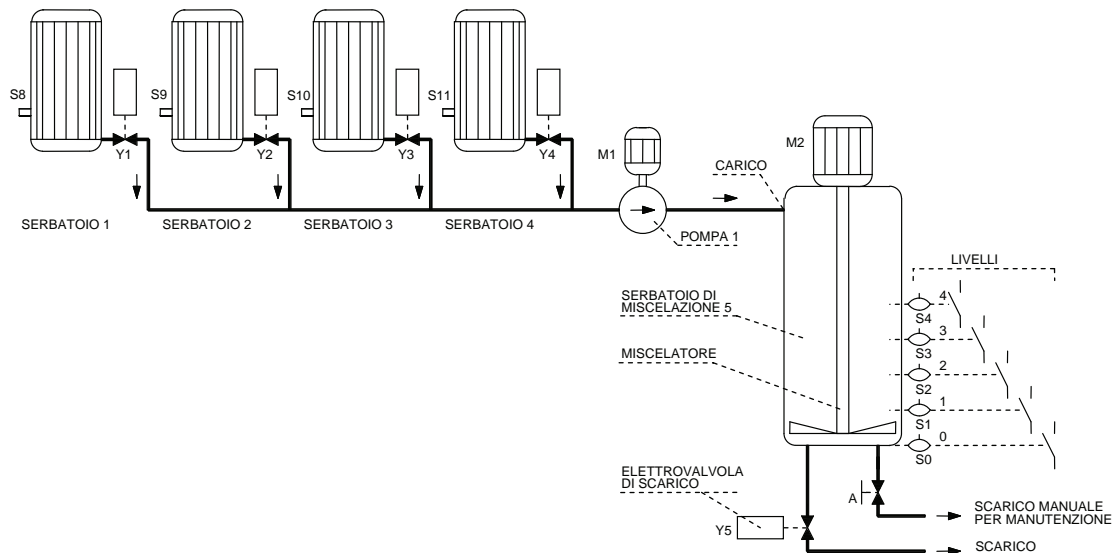 S8
S9
S10
S11
Y1
Y2
Y3
Y4
M1
M2
CARICO
SERBATOIO 1
SERBATOIO 2
SERBATOIO 3
SERBATOIO 4
POMPA 1
LIVELLI
SERBATOIO DI
MISCELAZIONE 5
MISCELATORE
4
S4
3
S3
2
S2
1
S1
0
S0
ELETTROVALVOLA
DI SCARICO
A
Y5
SCARICO MANUALE
PER MANUTENZIONE
SCARICO